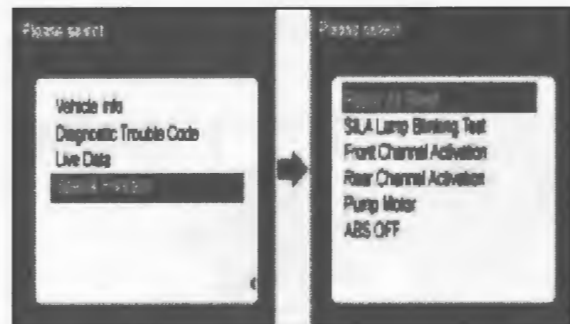 Please select
Vehicle Info
Diagnostic Trouble Code
Live Data
Please select
SILA Lamp Blinking Test
Front Channel Activation
Rear Channel Activation
Pump Motor
ABS OFF